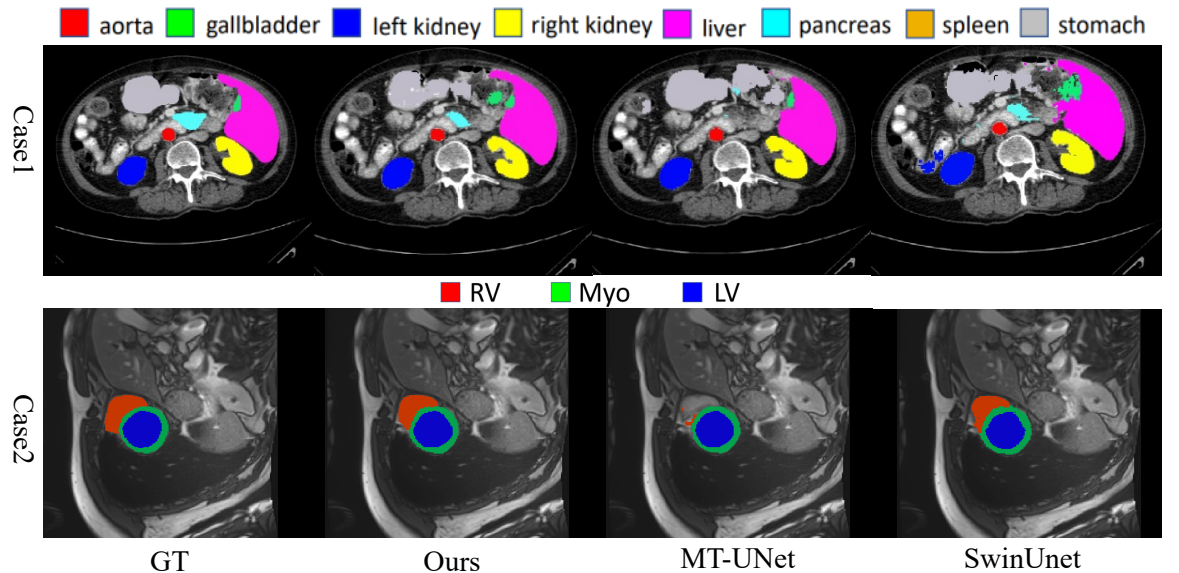 aorta gallbladder left kidney right kidney liver pancreas spleen stomach
Case1
RV Myo LV
Case2
GT Ours MT-UNet SwinUnet